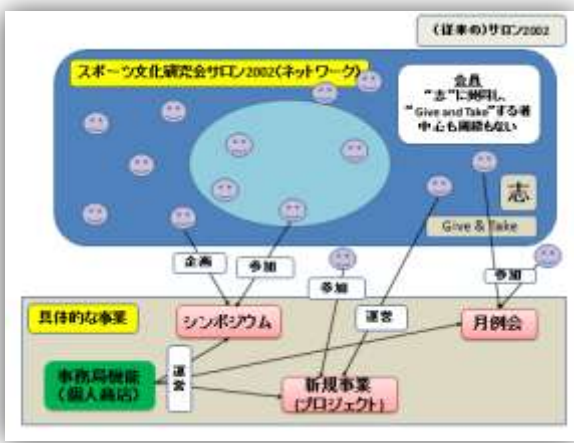 (従来の)サロン2002
スポーツ文化研究会サロン2002(ネットワーク)
会員
“志”に賛同し、
“Give and Take”する者
中心も周縁もない
志
Give & Take
企画
参加
参加
運営
参加
具体的な事業
シンポジウム
月例会
事務局機能
(個人商店)
運営
新規事業
(プロジェクト)